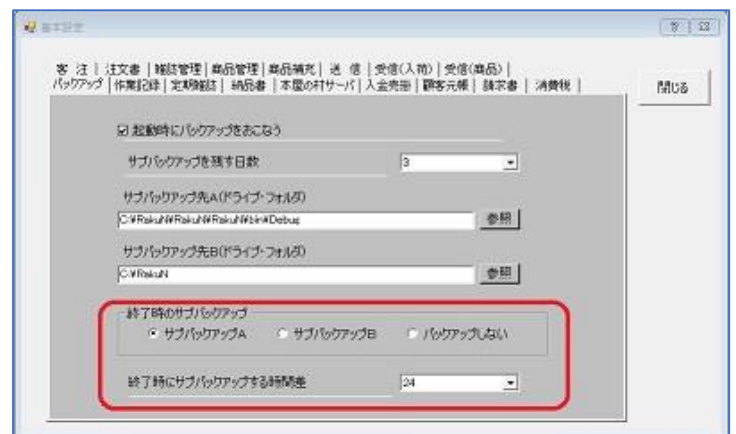 基本設定
客 注 | 注文書 | 雑誌管理 | 商品管理 | 商品補充 | 送 信 | 受信(入荷) | 受信(商品) |
バックアップ | 作業記録 | 定期雑誌 | 納品書 | 本屋の村サーバ | 入金売掛 | 顧客元帳 | 請求書 | 消費税 |
閉じる
起動時にバックアップをおこなう
サブバックアップを残す日数 3
サブバックアップ先A(ドライブ・フォルダ)
C:¥RakuN¥RakuN¥RakuN¥bin¥Debug 参照
サブバックアップ先B(ドライブ・フォルダ)
C:¥RakuN 参照
終了時のサブバックアップ
サブバックアップA サブバックアップB バックアップしない
終了時にサブバックアップする時間差 24